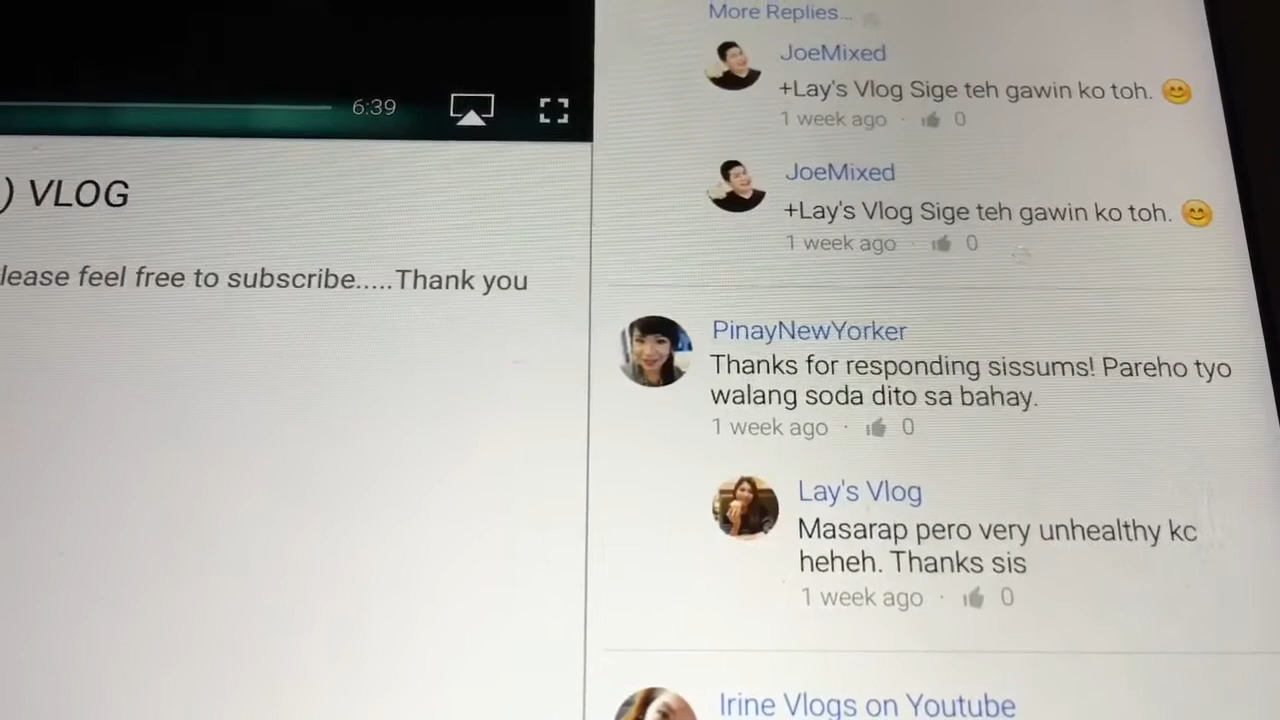 6:39
) VLOG
lease feel free to subscribe.....Thank you
More Replies...
JoeMixed
+Lay's Vlog Sige teh gawin ko toh. 😊
1 week ago · 0
JoeMixed
+Lay's Vlog Sige teh gawin ko toh. 😊
1 week ago · 0
PinayNewYorker
Thanks for responding sissums! Pareho tyo
walang soda dito sa bahay.
1 week ago · 0
Lay's Vlog
Masarap pero very unhealthy kc
heheh. Thanks sis
1 week ago · 0
Irine Vlogs on Youtube